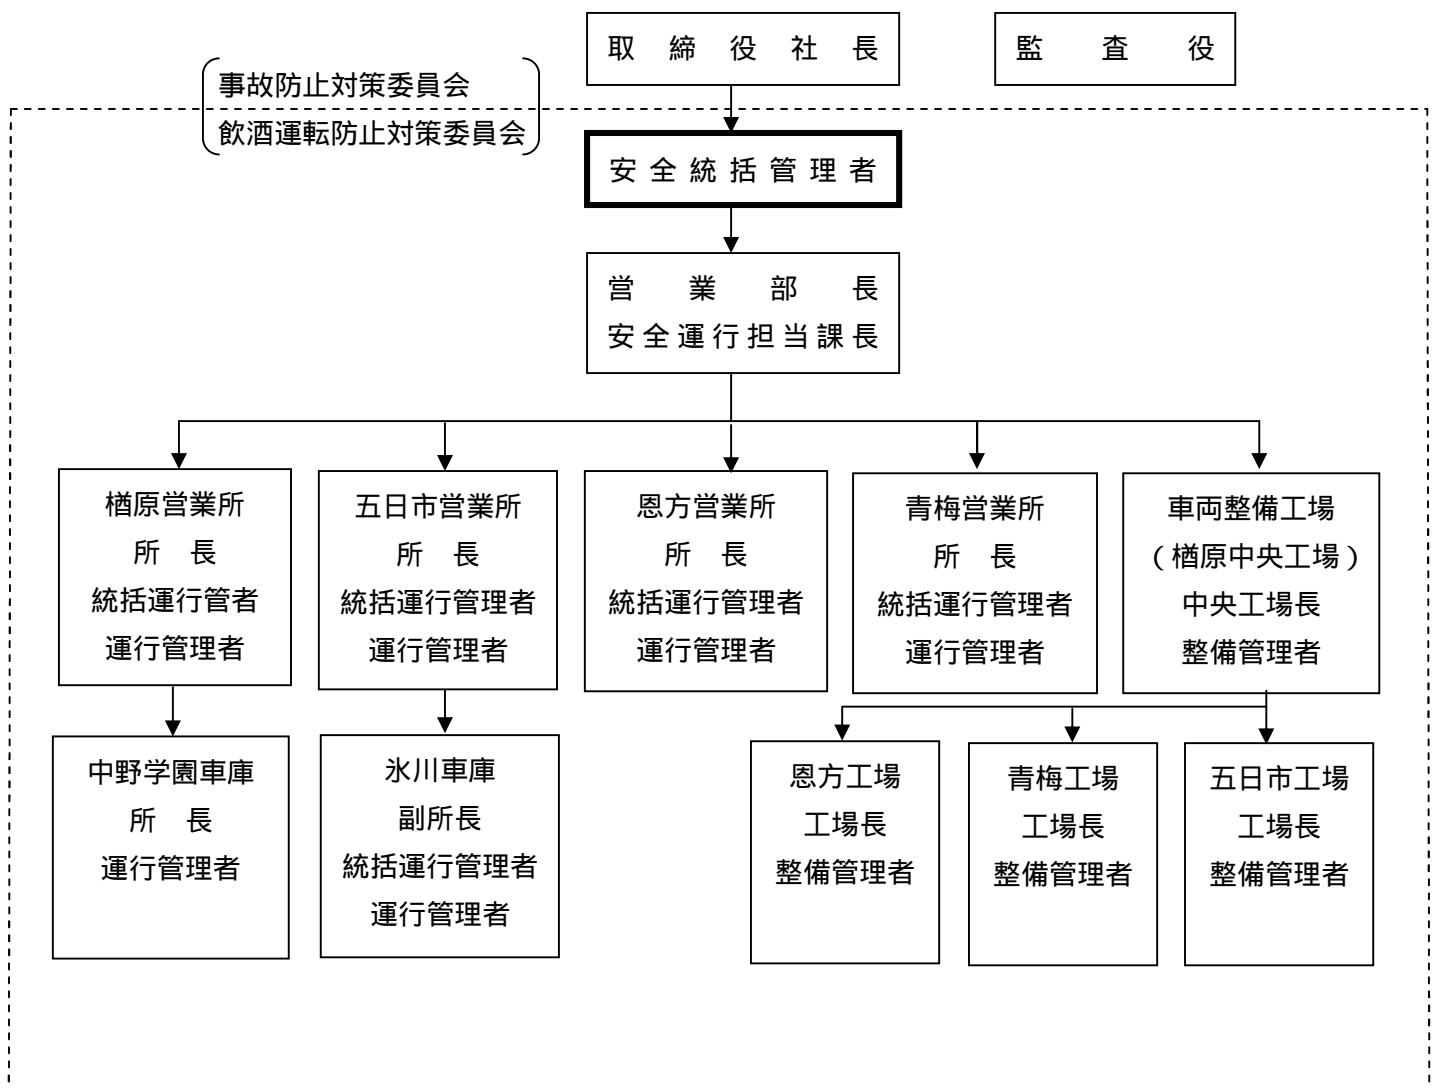 取締役社長
監査役
事故防止対策委員会
飲酒運転防止対策委員会
安全統括管理者
営業部長
安全運行担当課長
楢原営業所
所　長
統括運行管者
運行管理者
五日市営業所
所　長
統括運行管理者
運行管理者
恩方営業所
所　長
統括運行管理者
運行管理者
青梅営業所
所　長
統括運行管理者
運行管理者
車両整備工場
（楢原中央工場）
中央工場長
整備管理者
中野学園車庫
所　長
運行管理者
氷川車庫
副所長
統括運行管理者
運行管理者
恩方工場
工場長
整備管理者
青梅工場
工場長
整備管理者
五日市工場
工場長
整備管理者